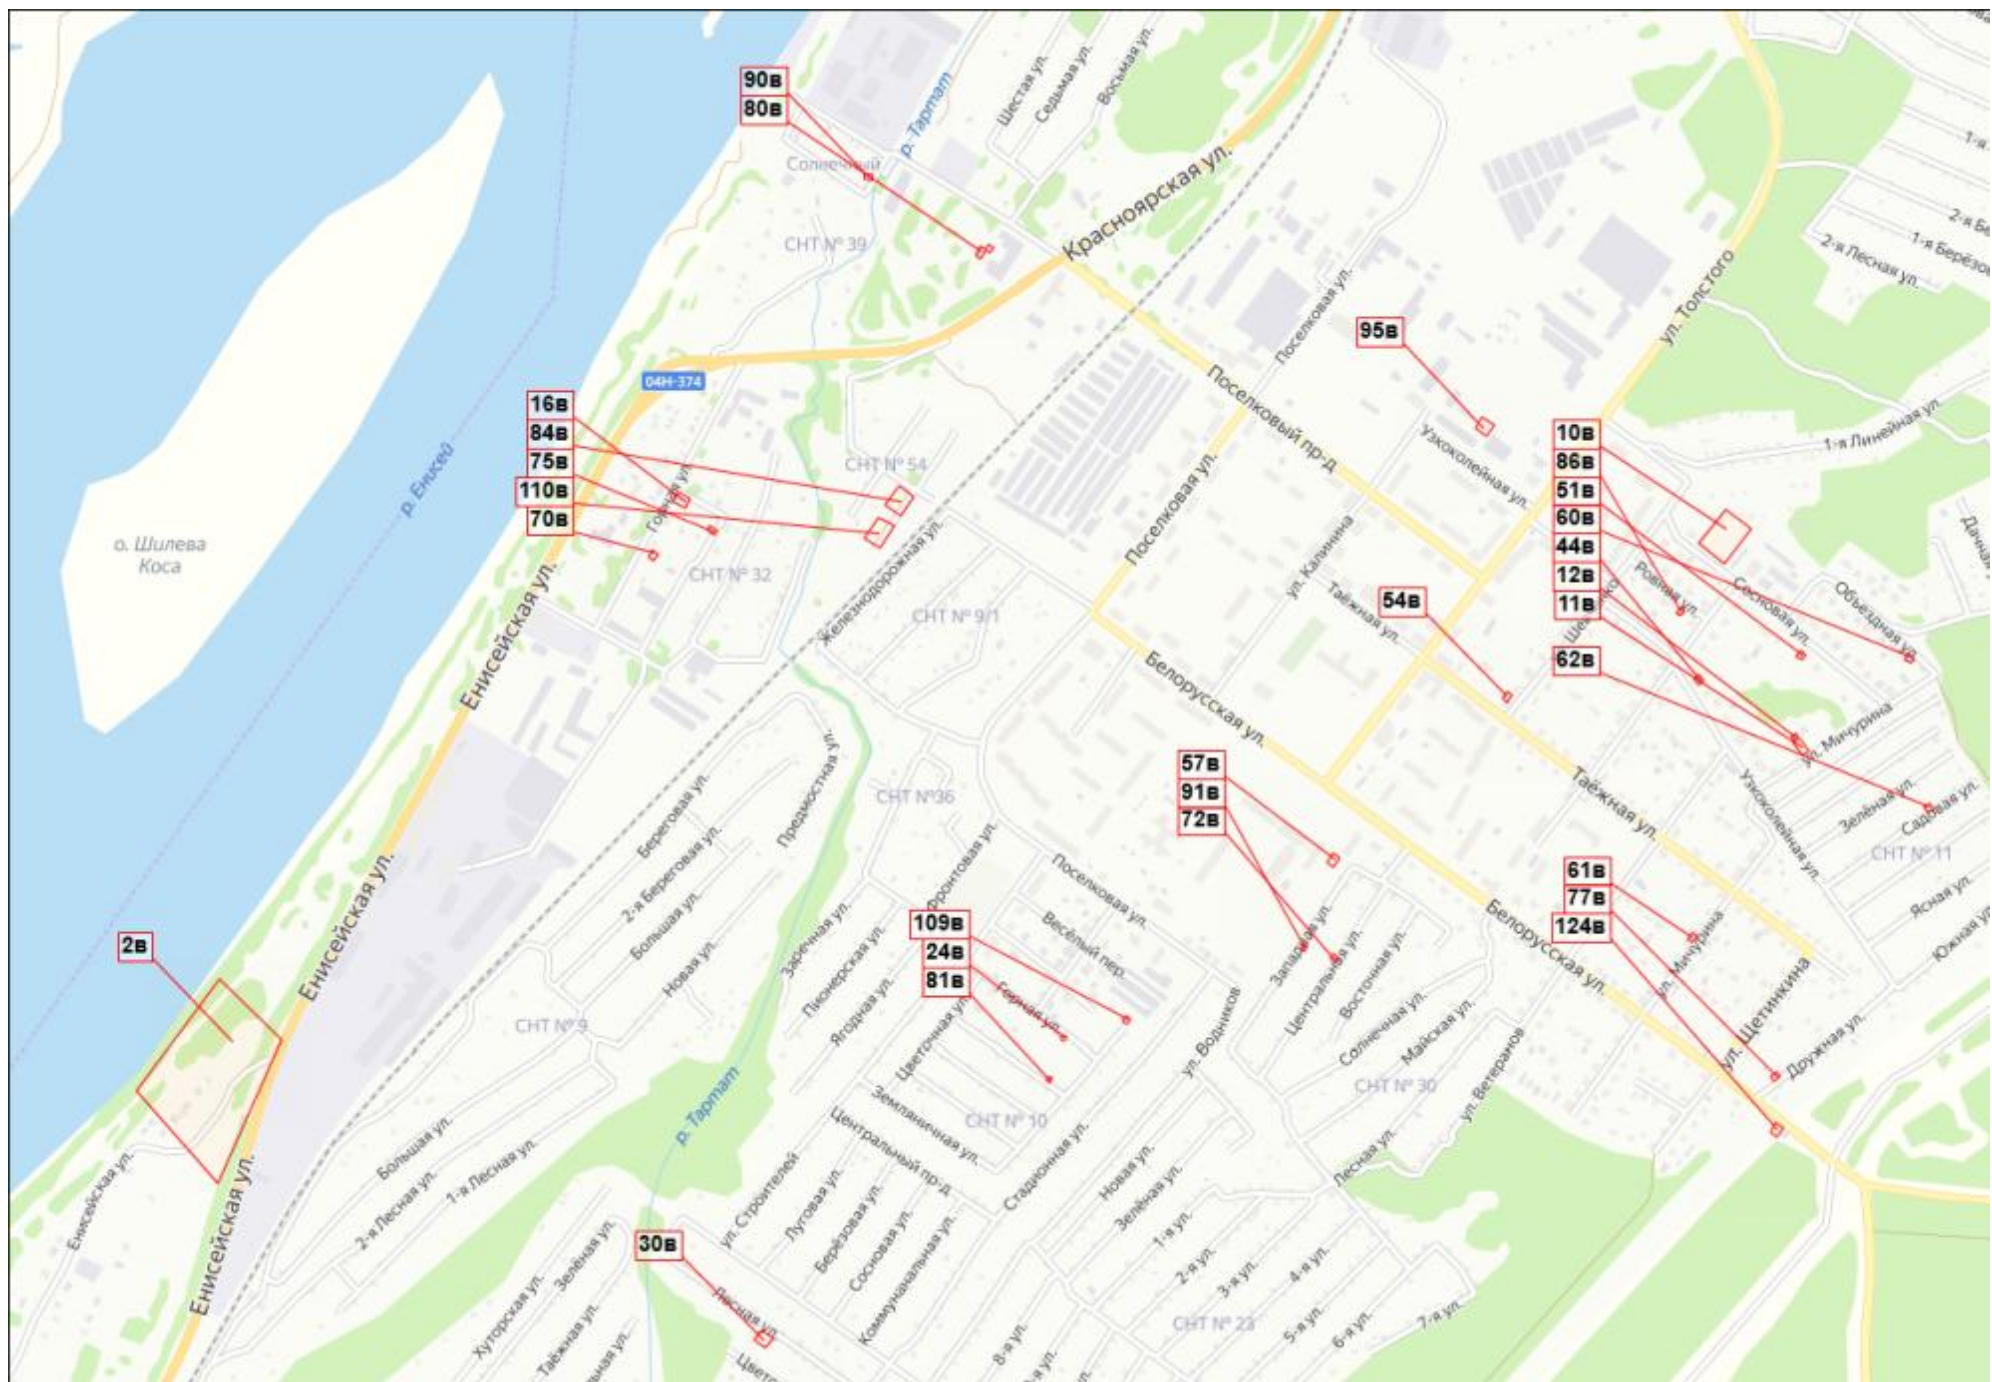 90в
80в
р. Тартат
Шестая ул.
Седьмая ул.
Восьмая ул.
Солнечный
СНТ № 39
Красноярская ул.
ул. Толстого
1-я Берёзо
2-я Бе
2-я Лесная ул.
1-я Линейная ул.
Поселковая ул.
95в
04Н-374
Поселковый пр-д
16в
84в
75в
110в
70в
Горная ул.
СНТ № 54
СНТ № 32
р. Енисей
о. Шилева
Коса
Узкоколейная ул.
10в
86в
51в
60в
44в
12в
11в
62в
Поселковая ул.
ул. Калинина
Таёжная ул.
54в
Ровная ул.
Сосновая ул.
Объездная ул.
Железнодорожная ул.
СНТ № 9/1
Енисейская ул.
Белорусская ул.
ул. Мичурина
Узкоколейная ул.
Зелёная ул.
Садовая ул.
СНТ № 11
Ясная ул.
Южная ул.
Таёжная ул.
57в
91в
72в
СНТ №36
Предмостная ул.
Береговая ул.
2-я Береговая ул.
Большая ул.
Новая ул.
Фронтовая ул.
Поселковая ул.
Весёлый пер.
Заречная ул.
Пионерская ул.
Ягодная ул.
Цветочная ул.
109в
24в
81в
Горная ул.
Западная ул.
Центральная ул.
Восточная ул.
Солнечная ул.
Майская ул.
ул. Ветеранов
ул. Водников
Белорусская ул.
61в
77в
124в
ул. Мичурина
ул. Щетинкина
Дружная ул.
2в
Енисейская ул.
СНТ № 9
СНТ № 10
СНТ № 30
р. Тартат
Земляничная ул.
Центральный пр-д
Стадионная ул.
Новая ул.
Зелёная ул.
Лесная ул.
Большая ул.
2-я Лесная ул.
1-я Лесная ул.
Енисейская ул.
Енисейская ул.
ул. Строителей
Луговая ул.
Берёзовая ул.
Сосновая ул.
Коммунальная ул.
1-я ул.
2-я ул.
3-я ул.
4-я ул.
5-я ул.
6-я ул.
7-я ул.
8-я ул.
СНТ № 23
30в
Лесная ул.
Зелёная ул.
Хуторская ул.
Таёжная ул.